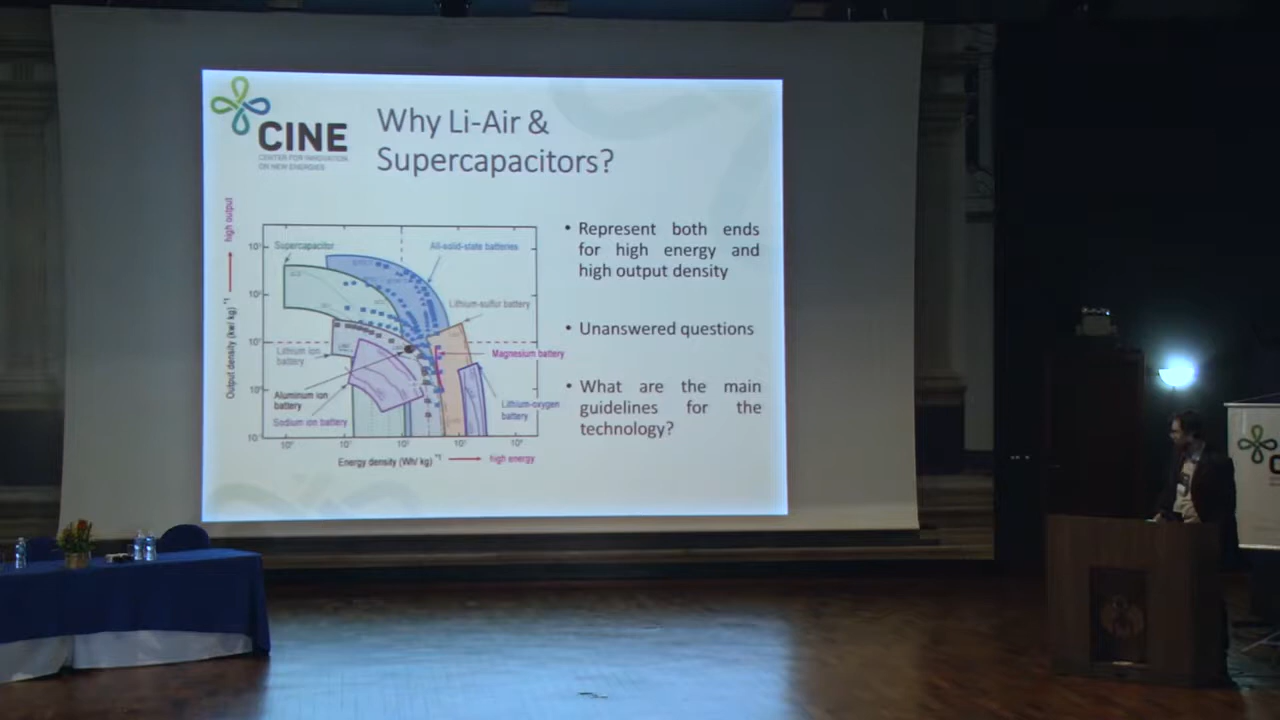 CINE
CENTER FOR INNOVATION
ON NEW ENERGIES
Why Li-Air &
Supercapacitors?
• Represent both ends
for high energy and
high output density
• Unanswered questions
• What are the main
guidelines for the
technology?
high output
Output density (kw/ kg)⁻¹
Supercapacitor
All-solid-state batteries
Lithium-sulfur battery
Lithium ion
battery
Magnesium battery
Aluminum ion
battery
Sodium ion battery
Lithium-oxygen
battery
Energy density (Wh/ kg)⁻¹
high energy